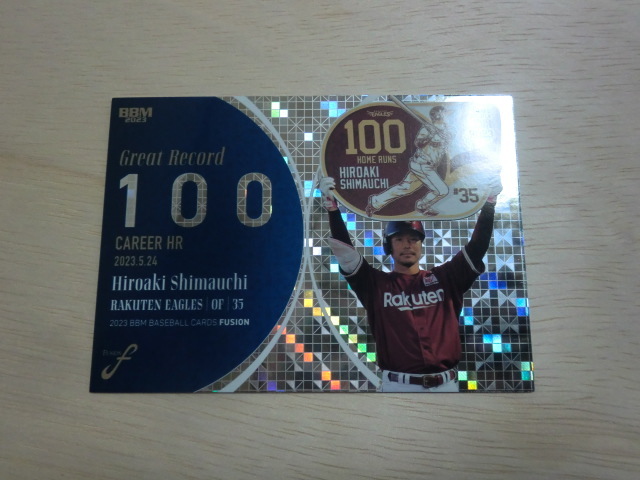 BBM
2023
Great Record
100
CAREER HR
2023.5.24
Hiroaki Shimauchi
RAKUTEN EAGLES | OF | 35
2023 BBM BASEBALL CARDS FUSION
f
EAGLES
100
HOME RUNS
HIROAKI
SHIMAUCHI
#35
Rakuten